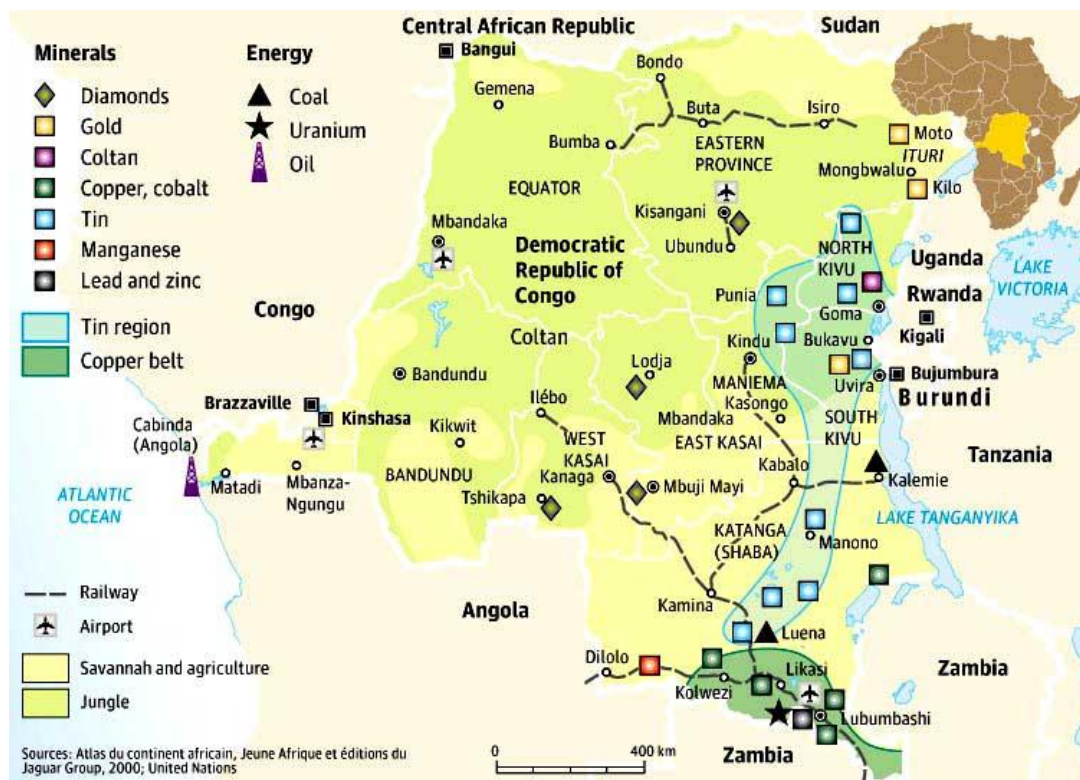 Central African Republic
Sudan
Minerals
Energy
Bangui
Bondo
Diamonds
Coal
Gemena
Buta
Isiro
Gold
Uranium
Moto
Coltan
Oil
Bumba
EASTERN
PROVINCE
ITURI
Mongbwalu
Copper, cobalt
EQUATOR
Kilo
Tin
Mbandaka
Kisangani
Manganese
Ubundu
NORTH
KIVU
Lead and zinc
Democratic
Republic of
Congo
Uganda
LAKE
VICTORIA
Congo
Punia
Rwanda
Tin region
Goma
Kigali
Copper belt
Coltan
Kindu
Bukavu
Bandundu
Lodja
MANIEMA
Uvira
Bujumbura
Brazzaville
Kinshasa
Ilébo
Mbandaka
Kasongo
Burundi
Cabinda
(Angola)
Kikwit
WEST
KASAI
EAST KASAI
SOUTH
KIVU
BANDUNDU
Kanaga
Kabalo
Tanzania
Matadi
Mbanza-
Ngungu
Tshikapa
Mbuji Mayi
Kalemie
ATLANTIC
OCEAN
KATANGA
(SHABA)
LAKE TANGANYIKA
Manono
Railway
Angola
Kamina
Airport
Luena
Savannah and agriculture
Dilolo
Likasi
Zambia
Jungle
Kolwezi
Lubumbashi
Sources: Atlas du continent africain, Jeune Afrique et éditions du
Jaguar Group, 2000; United Nations
0
400 km
Zambia